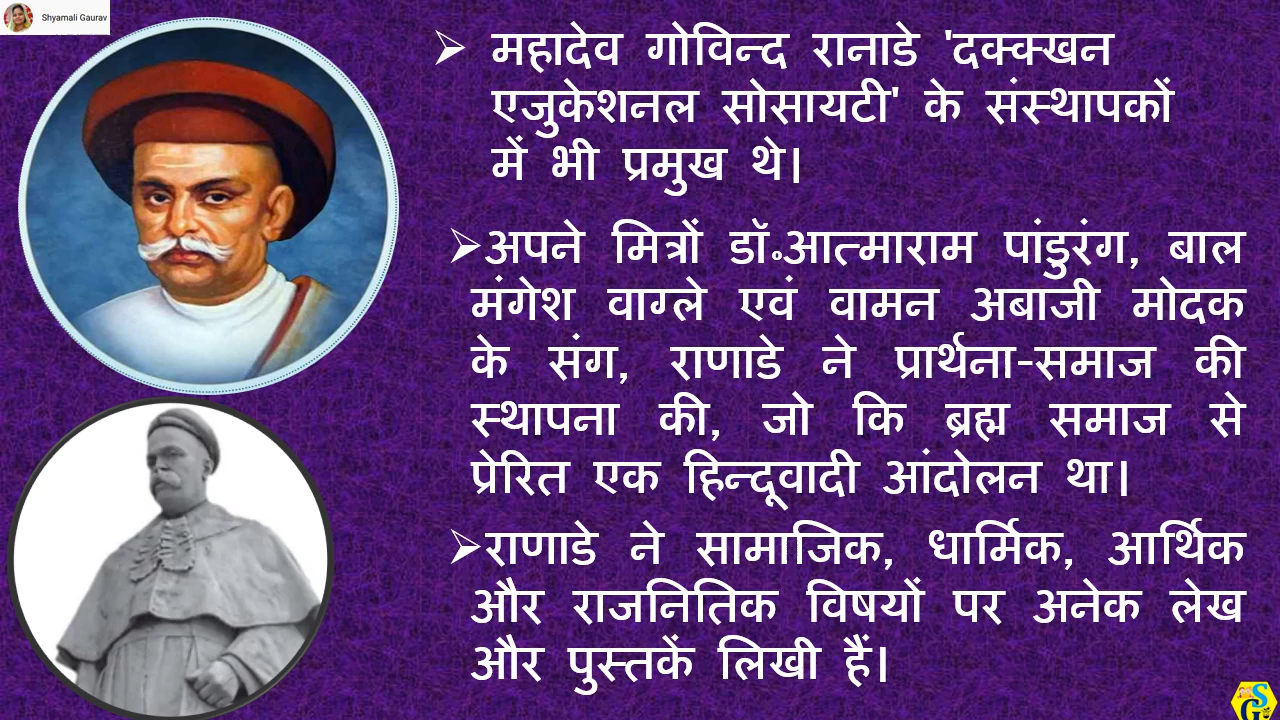 Shyamali Gaurav
➢ महादेव गोविन्द रानाडे 'दक्क्खन
एजुकेशनल सोसायटी' के संस्थापकों
में भी प्रमुख थे।
➢अपने मित्रों डॉ॰आत्माराम पांडुरंग, बाल
मंगेश वाग्ले एवं वामन अबाजी मोदक
के संग, राणाडे ने प्रार्थना-समाज की
स्थापना की, जो कि ब्रह्म समाज से
प्रेरित एक हिन्दूवादी आंदोलन था।
➢राणाडे ने सामाजिक, धार्मिक, आर्थिक
और राजनितिक विषयों पर अनेक लेख
और पुस्तकें लिखी हैं।
SG